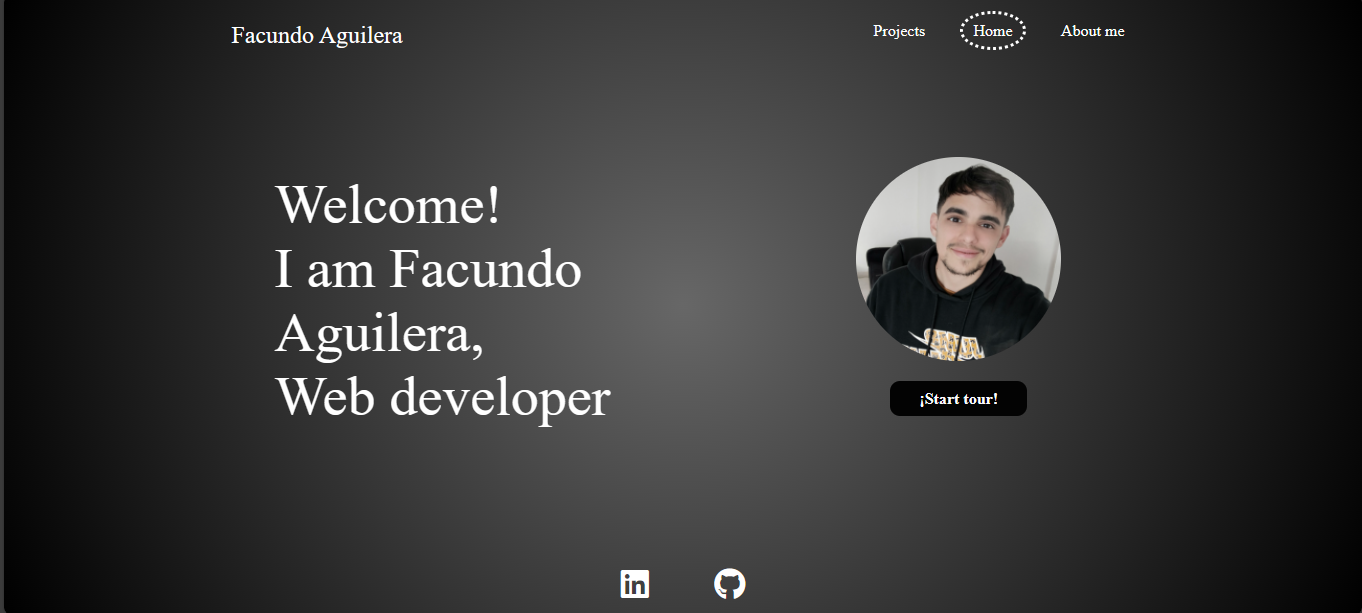 Facundo Aguilera
Projects
Home
About me
Welcome!
I am Facundo
Aguilera,
Web developer
¡Start tour!
in